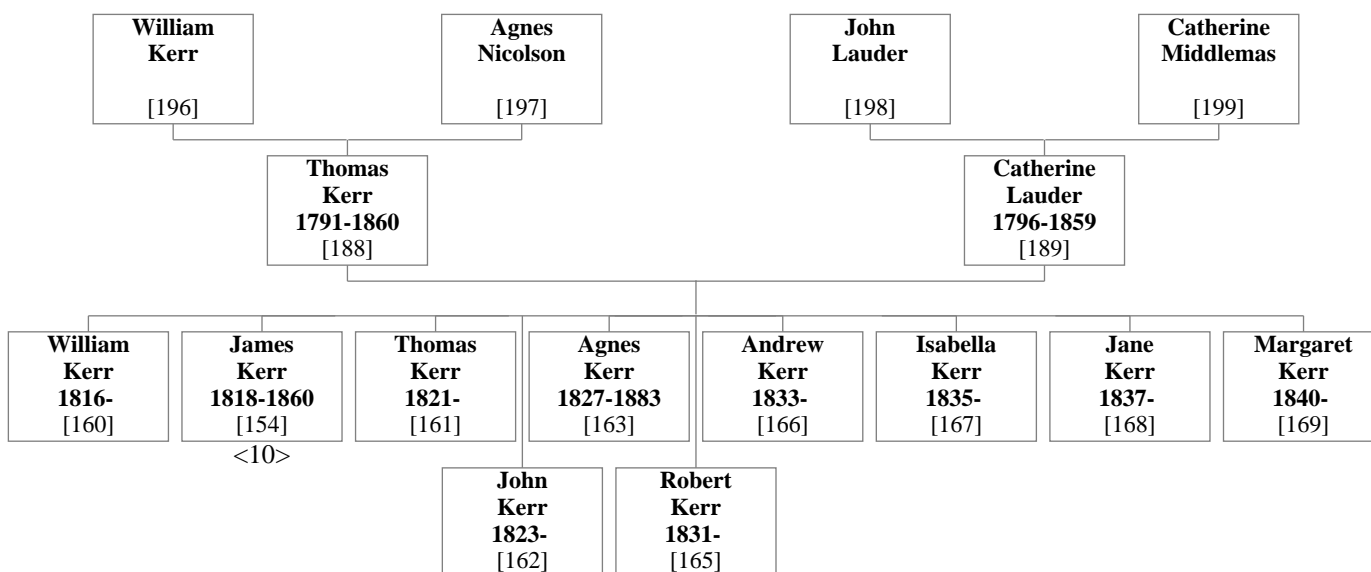 William
Kerr
[196]
Agnes
Nicolson
[197]
John
Lauder
[198]
Catherine
Middlemas
[199]
Thomas
Kerr
1791-1860
[188]
Catherine
Lauder
1796-1859
[189]
William
Kerr
1816-
[160]
James
Kerr
1818-1860
[154]
<10>
Thomas
Kerr
1821-
[161]
Agnes
Kerr
1827-1883
[163]
Andrew
Kerr
1833-
[166]
Isabella
Kerr
1835-
[167]
Jane
Kerr
1837-
[168]
Margaret
Kerr
1840-
[169]
John
Kerr
1823-
[162]
Robert
Kerr
1831-
[165]